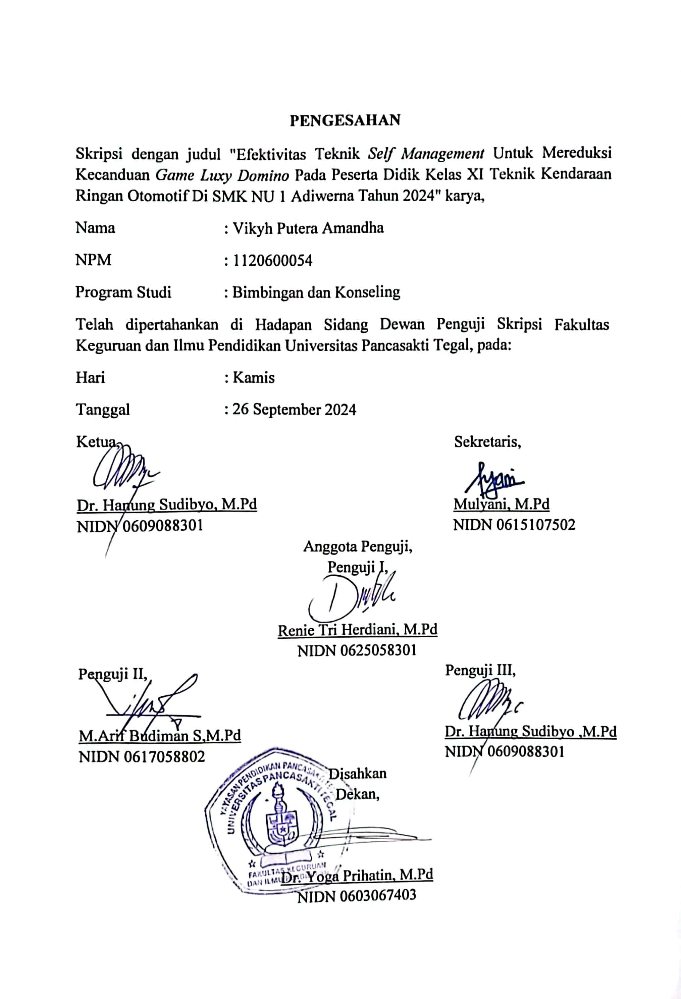 PENGESAHAN
Skripsi dengan judul "Efektivitas Teknik Self Management Untuk Mereduksi
Kecanduan Game Luxy Domino Pada Peserta Didik Kelas XI Teknik Kendaraan
Ringan Otomotif Di SMK NU 1 Adiwerna Tahun 2024" karya,
Nama : Vikyh Putera Amandha
NPM : 1120600054
Program Studi : Bimbingan dan Konseling
Telah dipertahankan di Hadapan Sidang Dewan Penguji Skripsi Fakultas
Keguruan dan Ilmu Pendidikan Universitas Pancasakti Tegal, pada:
Hari : Kamis
Tanggal : 26 September 2024
Ketua, Sekretaris,
Dr. Hanung Sudibyo, M.Pd Mulyani, M.Pd
NIDN 0609088301 NIDN 0615107502
Anggota Penguji,
Penguji I,
Renie Tri Herdiani, M.Pd
NIDN 0625058301
Penguji II, Penguji III,
M.Arif Budiman S,M.Pd Dr. Hanung Sudibyo ,M.Pd
NIDN 0617058802 NIDN 0609088301
Disahkan
Dekan,
YAYASAN PENDIDIKAN PANCASAKTI
UNIVERSITAS PANCASAKTI TEGAL
FAKULTAS KEGURUAN
DAN ILMU
Dr. Yoga Prihatin, M.Pd
NIDN 0603067403